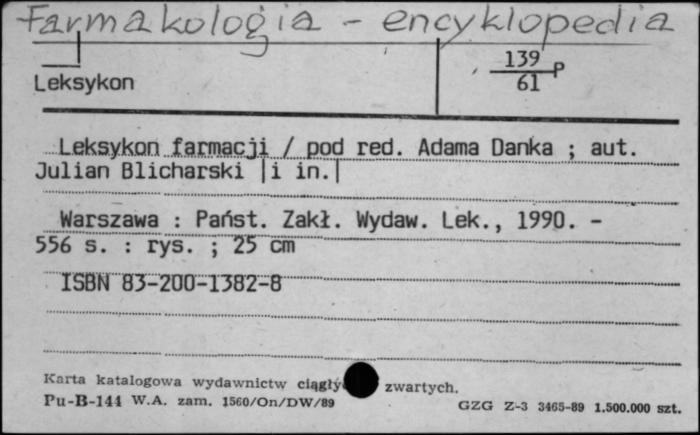 Farmakologia - encyklopedia
Leksykon
139
61 P
Leksykon farmacji / pod red. Adama Danka ; aut.
Julian Blicharski |i in.|
Warszawa : Państ. Zakł. Wydaw. Lek., 1990. -
556 s. : rys. ; 25 cm
ISBN 83-200-1382-8
Karta katalogowa wydawnictw zwartych.
Pu-B-144 W.A. zam. 1560/On/DW/89
GZG Z-3 3465-89 1.500.000 szt.